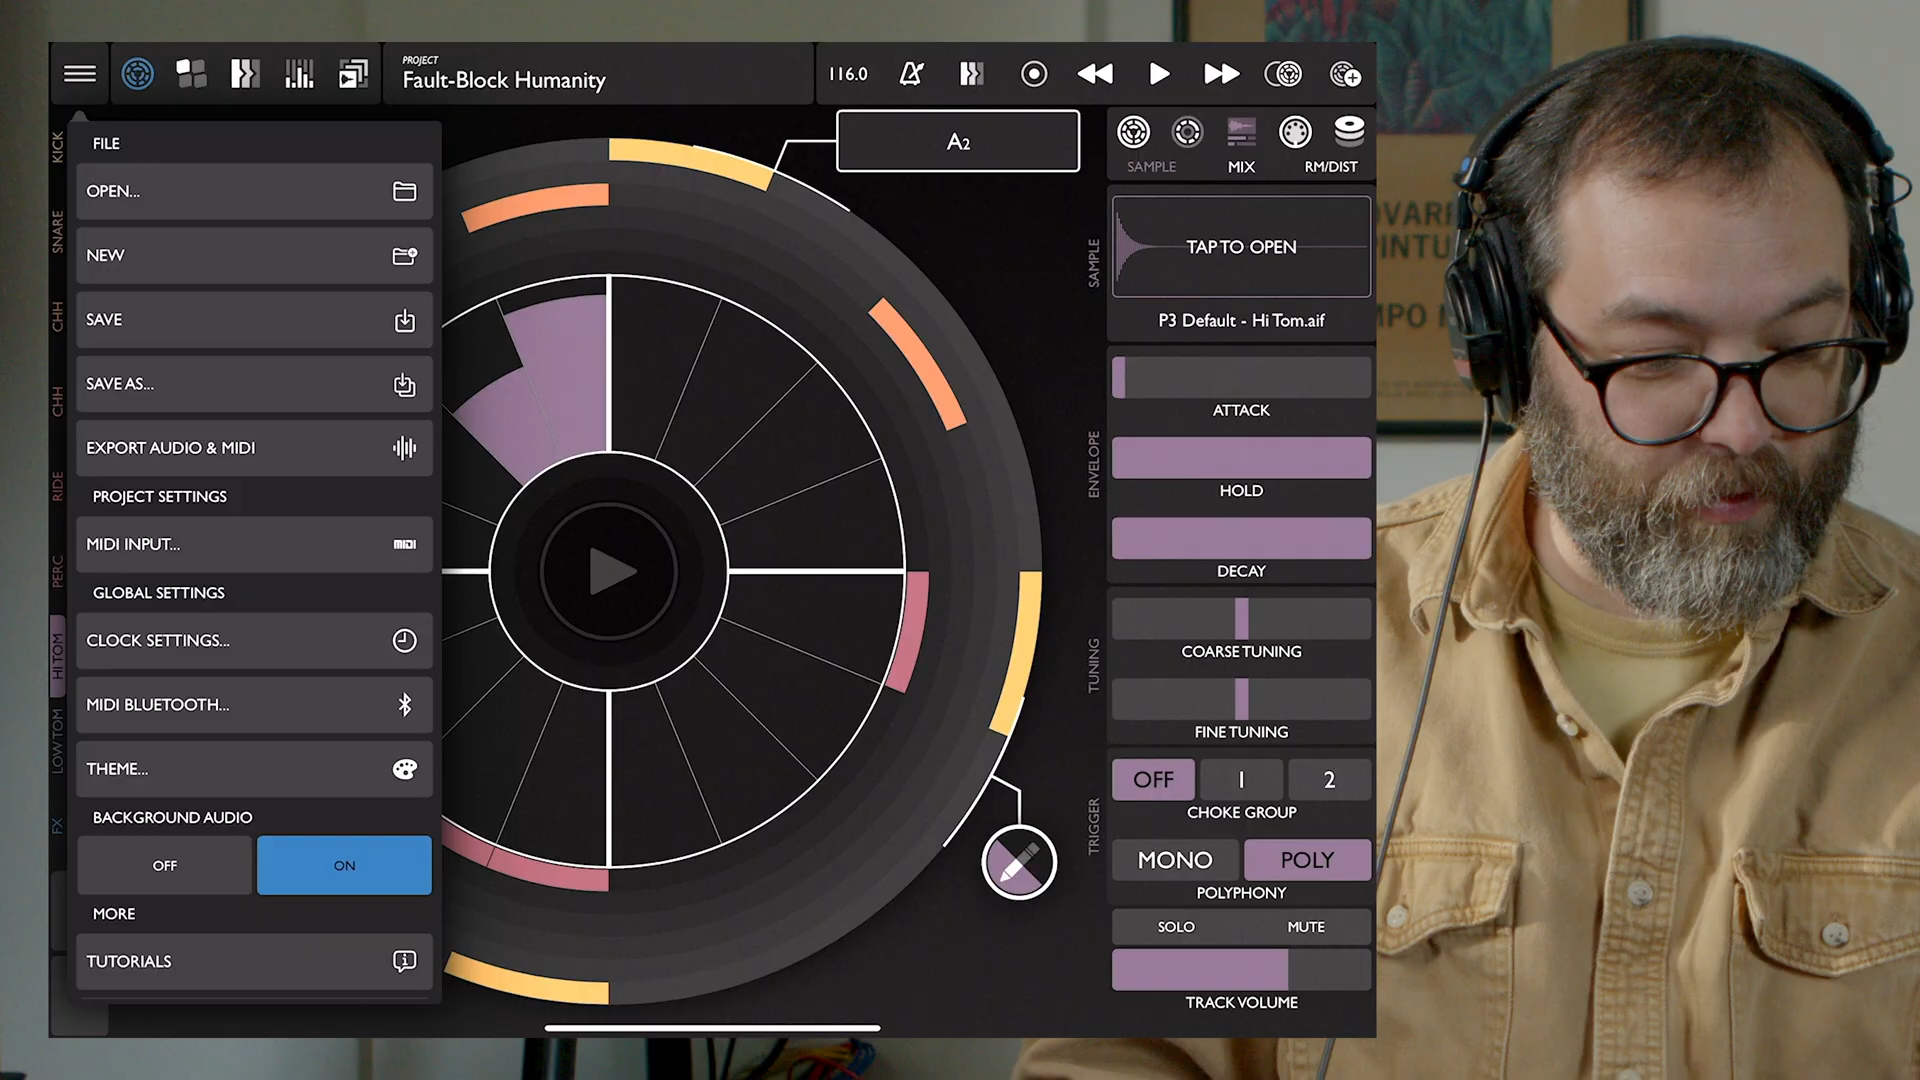 PROJECT
Fault-Block Humanity
116.0
FILE
OPEN...
NEW
SAVE
SAVE AS...
EXPORT AUDIO & MIDI
PROJECT SETTINGS
MIDI INPUT...
MIDI
GLOBAL SETTINGS
CLOCK SETTINGS...
MIDI BLUETOOTH...
THEME...
BACKGROUND AUDIO
OFF
ON
MORE
TUTORIALS
KICK
SNARE
CHH
CHH
RIDE
PERC
HI TOM
LOW TOM
FX
A2
SAMPLE
MIX
RM/DIST
SAMPLE
TAP TO OPEN
P3 Default - Hi Tom.aif
ENVELOPE
ATTACK
HOLD
DECAY
TUNING
COARSE TUNING
FINE TUNING
TRIGGER
OFF
1
2
CHOKE GROUP
MONO
POLY
POLYPHONY
SOLO
MUTE
TRACK VOLUME